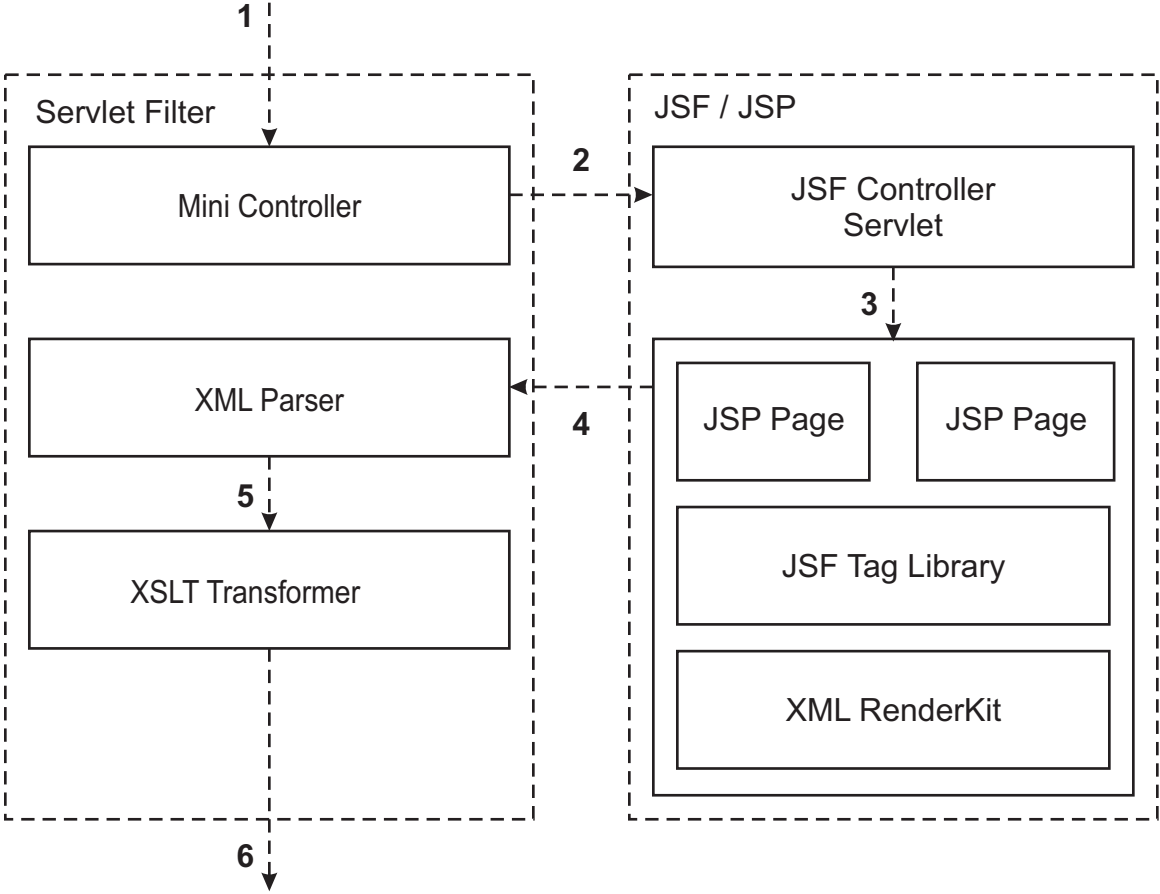 1
Servlet Filter
JSF / JSP
Mini Controller
2
JSF Controller
Servlet
3
XML Parser
4
JSP Page
JSP Page
5
XSLT Transformer
JSF Tag Library
XML RenderKit
6